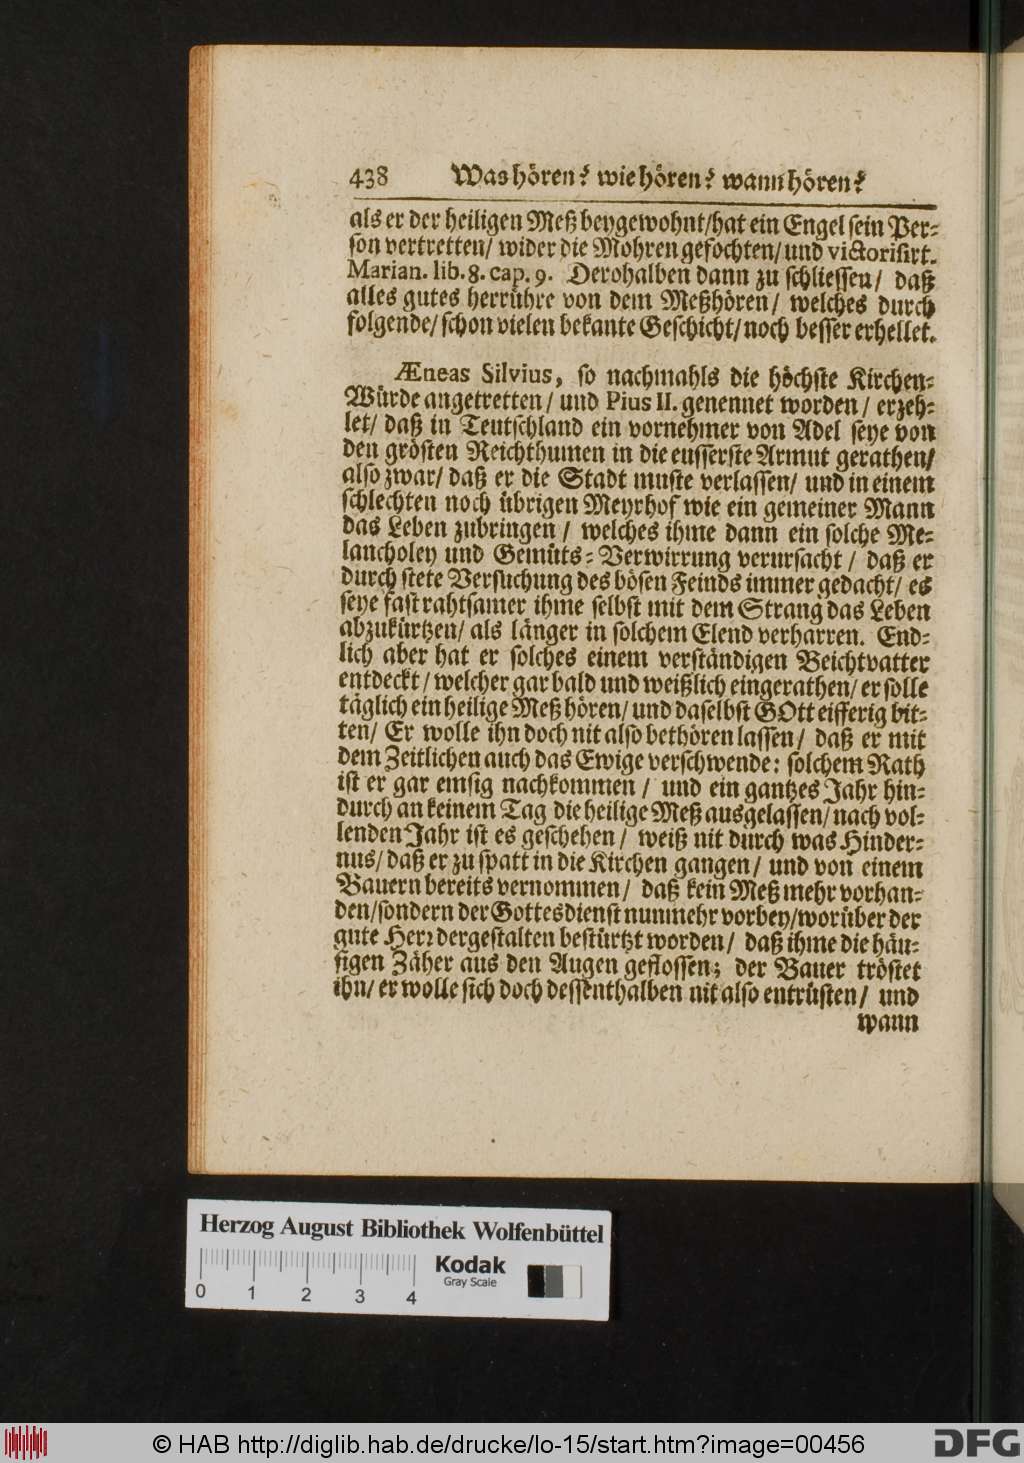 438 Was hören? wie hören? wann hören?
als er der heiligen Meß beygewohnt/hat ein Engel sein Per-
son vertretten/ wider die Mohren gefochten/ und victorisirt.
Marian. lib. 8. cap. 9. Derohalben dann zu schliessen/ daß
alles gutes herrühre von dem Meßhören/ welches durch
folgende/ schon vielen bekante Geschicht/ noch besser erhellet.
Æneas Silvius, so nachmahls die höchste Kirchen-
Würde angetretten/ und Pius II. genennet worden/ erzeh-
let/ daß in Teutschland ein vornehmer von Adel seye von
den grösten Reichthumen in die eusserste Armut gerathen/
also zwar/ daß er die Stadt muste verlassen/ und in einem
schlechten noch übrigen Meyrhof wie ein gemeiner Mann
das Leben zubringen/ welches ihme dann ein solche Me-
lancholey und Gemüts-Verwirrung verursacht/ daß er
durch stete Versuchung des bösen Feinds immer gedacht/ es
seye fast rahtsamer ihme selbst mit dem Strang das Leben
abzukürtzen/ als länger in solchem Elend verharren. End-
lich aber hat er solches einem verständigen Beichtvatter
entdeckt/ welcher gar bald und weißlich eingerathen/ er solle
täglich ein heilige Meß hören/ und daselbst GOtt eifferig bit-
ten/ Er wolle ihn doch nit also bethören lassen/ daß er mit
dem Zeitlichen auch das Ewige verschwende: solchem Rath
ist er gar emsig nachkommen/ und ein gantzes Jahr hin-
durch an keinem Tag die heilige Meß ausgelassen/ nach vol-
lenden Jahr ist es geschehen/ weiß nit durch was Hinder-
nus/ daß er zu spatt in die Kirchen gangen/ und von einem
Bauern bereits vernommen/ daß kein Meß mehr vorhan-
den/sondern der Gottesdienst nunmehr vorbey/worüber der
gute Herr dergestalten bestürtzt worden/ daß ihme die häu-
figen Zäher aus den Augen geflossen; der Bauer tröstet
ihn/ er wolle sich doch dessenthalben nit also entrüsten/ und
wann
Herzog August Bibliothek Wolfenbüttel
0 1 2 3 4
Kodak
Gray Scale
© HAB http://diglib.hab.de/drucke/lo-15/start.htm?image=00456
DFG